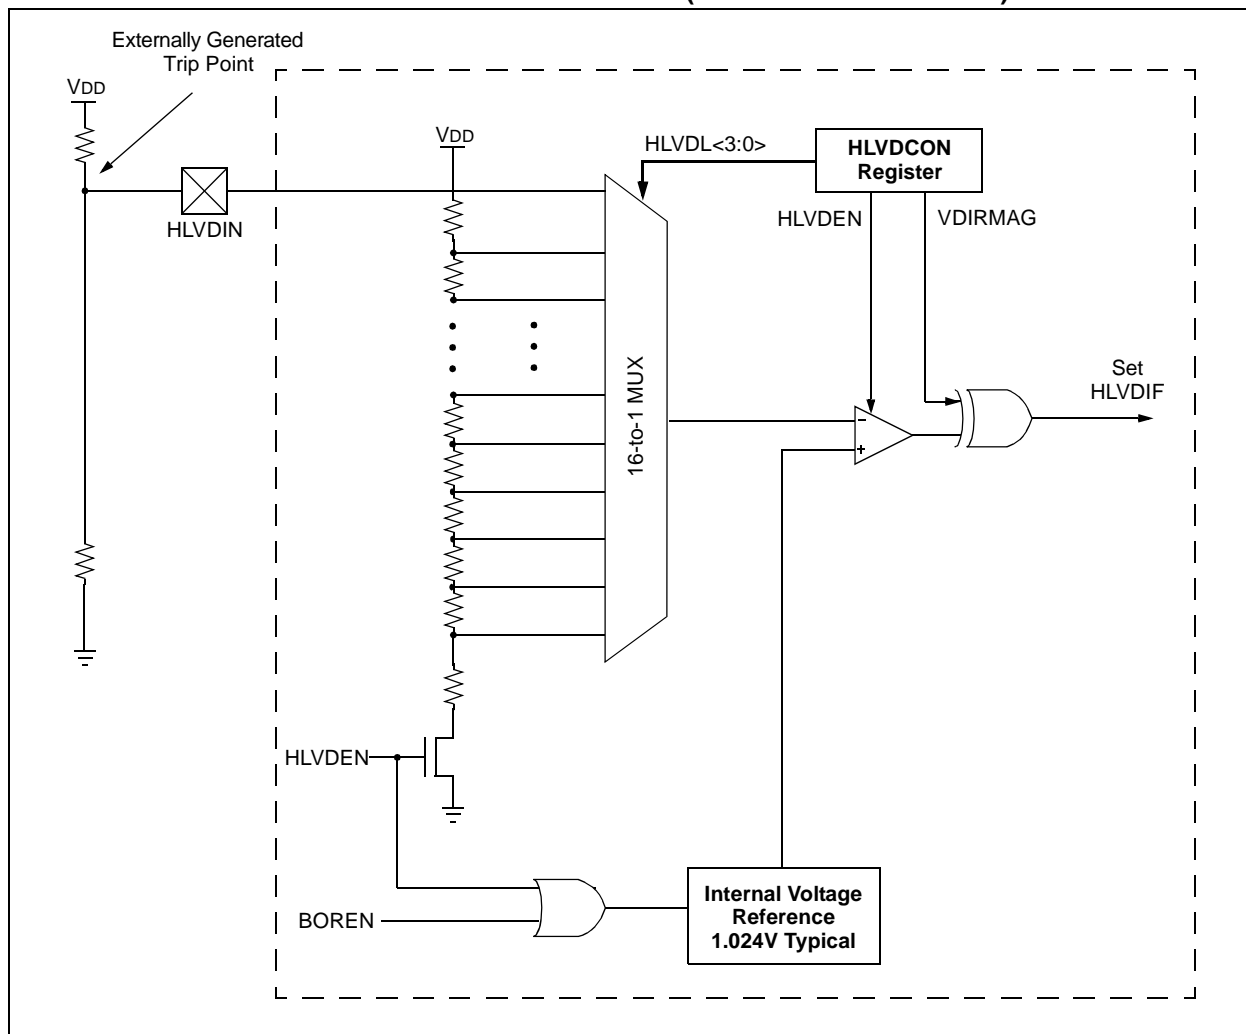 Externally Generated
Trip Point
VDD
VDD
HLVDIN
HLVDL<3:0>
HLVDCON
Register
HLVDEN
VDIRMAG
16-to-1 MUX
–
+
Set
HLVDIF
HLVDEN
BOREN
Internal Voltage
Reference
1.024V Typical